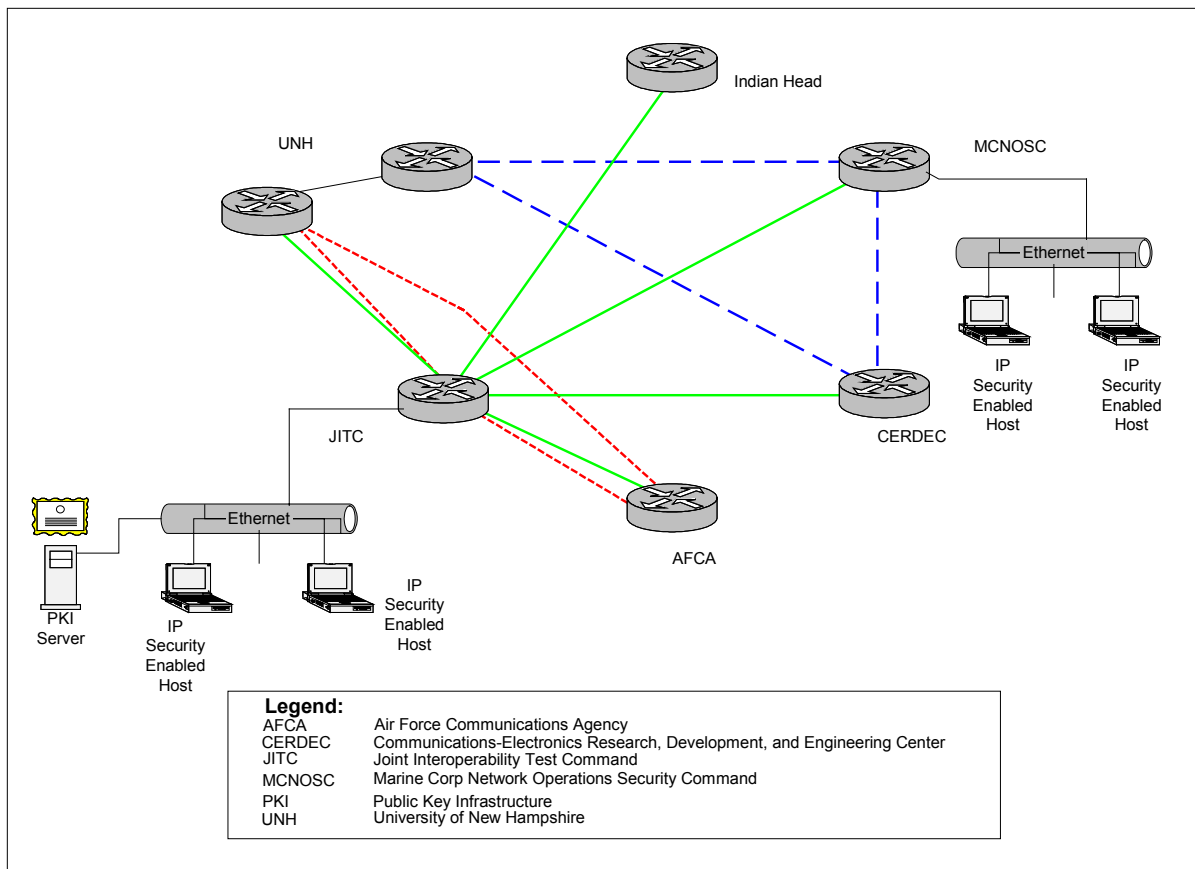 Indian Head
UNH
MCNOSC
Ethernet
IP
Security
Enabled
Host
IP
Security
Enabled
Host
CERDEC
JITC
Ethernet
AFCA
PKI
Server
IP
Security
Enabled
Host
IP
Security
Enabled
Host
Legend:
AFCA Air Force Communications Agency
CERDEC Communications-Electronics Research, Development, and Engineering Center
JITC Joint Interoperability Test Command
MCNOSC Marine Corp Network Operations Security Command
PKI Public Key Infrastructure
UNH University of New Hampshire